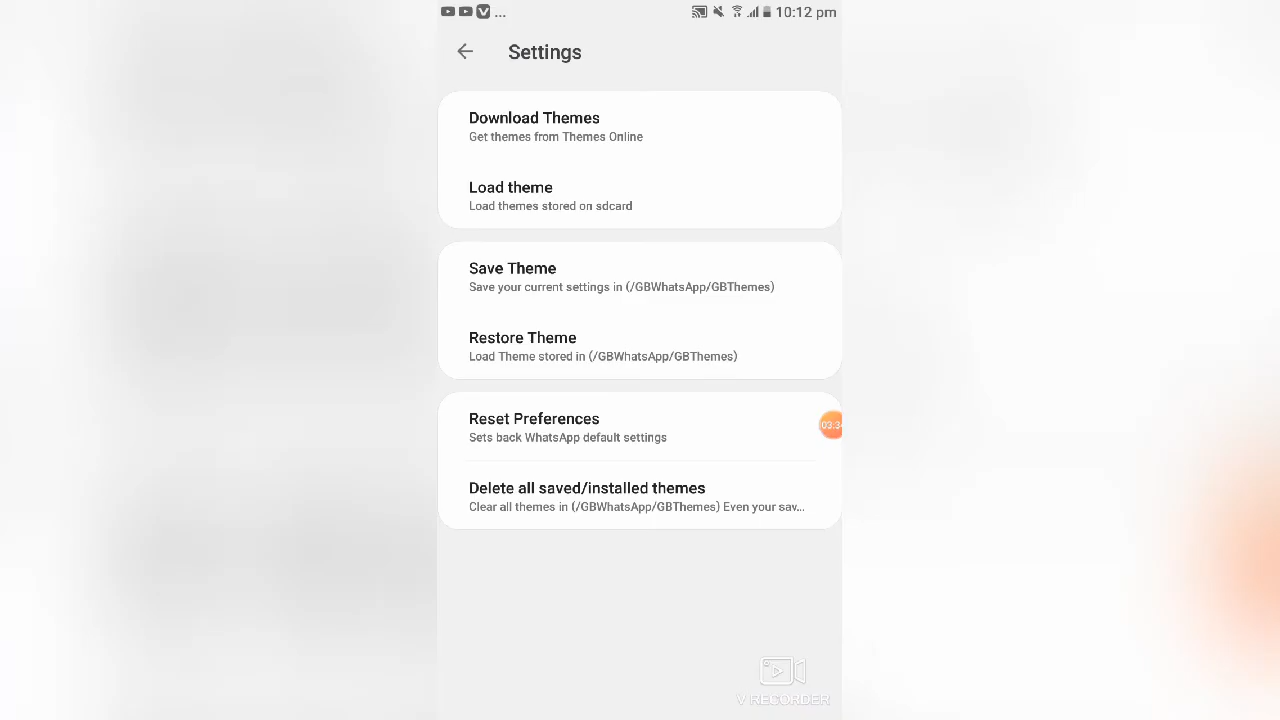 ... 10:12 pm
Settings
Download Themes
Get themes from Themes Online
Load theme
Load themes stored on sdcard
Save Theme
Save your current settings in (/GBWhatsApp/GBThemes)
Restore Theme
Load Theme stored in (/GBWhatsApp/GBThemes)
Reset Preferences
Sets back WhatsApp default settings
03:34
Delete all saved/installed themes
Clear all themes in (/GBWhatsApp/GBThemes) Even your sav...
V RECORDER